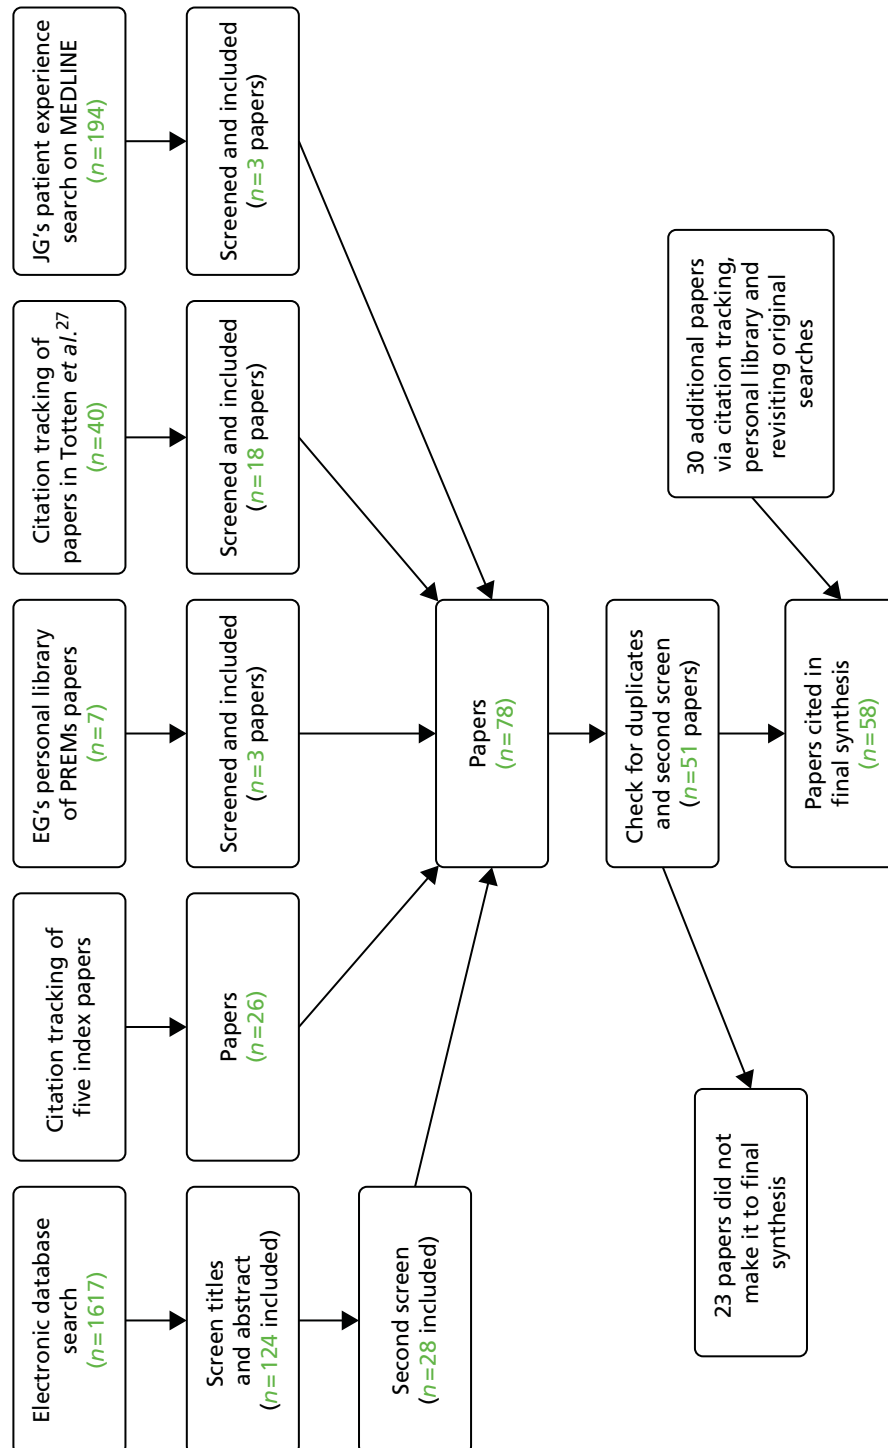 Electronic database
search
(n=1617)
Citation tracking of
five index papers
EG's personal library
of PREMs papers
(n=7)
Citation tracking of
papers in Totten et al.27
(n=40)
JG's patient experience
search on MEDLINE
(n=194)
Screen titles
and abstract
(n=124 included)
Papers
(n=26)
Screened and included
(n=3 papers)
Screened and included
(n=18 papers)
Screened and included
(n=3 papers)
Second screen
(n=28 included)
Papers
(n=78)
Check for duplicates
and second screen
(n=51 papers)
23 papers did not
make it to final
synthesis
30 additional papers
via citation tracking,
personal library and
revisiting original
searches
Papers cited in
final synthesis
(n=58)